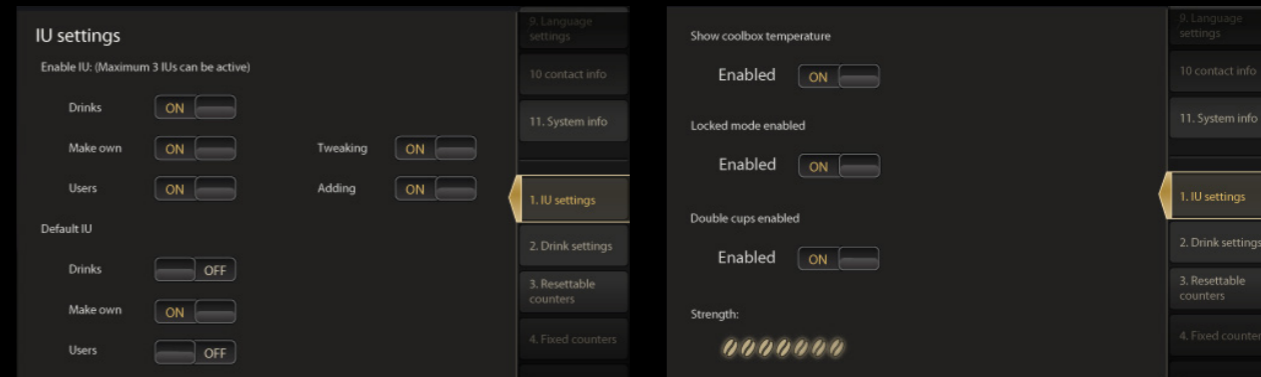 IU settings
Enable IU: (Maximum 3 IUs can be active)
Drinks ON
Make own ON Tweaking ON
Users ON Adding ON
Default IU
Drinks OFF
Make own ON
Users OFF
9. Language
settings
10 contact info
11. System info
1. IU settings
2. Drink settings
3. Resettable
counters
4. Fixed counters
Show coolbox temperature
Enabled ON
Locked mode enabled
Enabled ON
Double cups enabled
Enabled ON
Strength:
9. Language
settings
10 contact info
11. System info
1. IU settings
2. Drink settings
3. Resettable
counters
4. Fixed counter